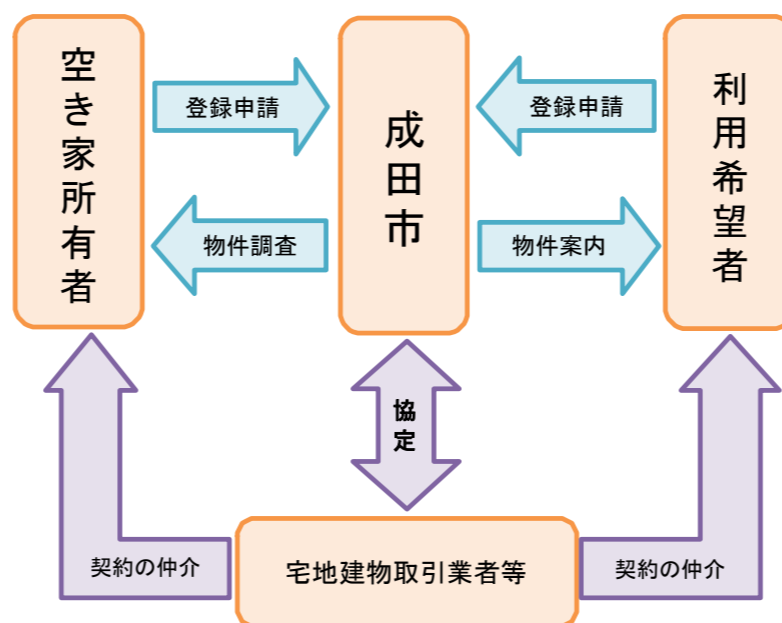 空き家所有者
登録申請
成田市
登録申請
利用希望者
物件調査
物件案内
協定
契約の仲介
宅地建物取引業者等
契約の仲介